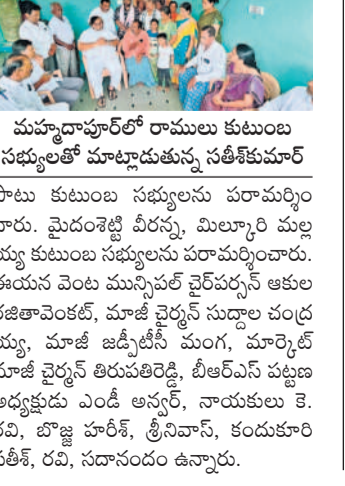 మహ్మదాపూర్‌లో రాములు కుటుంబ
సభ్యులతో మాట్లాడుతున్న సతీశ్‌కుమార్
పాటు కుటుంబ సభ్యులను పరామర్శిం
చారు. మైదంశెట్టి వీరన్న, మిల్కూరి మల్ల
య్య కుటుంబ సభ్యులను పరామర్శించారు.
ఈయన వెంట మున్సిపల్ చైర్‌పర్సన్ ఆకుల
రజితావెంకట్, మాజీ చైర్మన్ సుద్దాల చంద్ర
య్య, మాజీ జడ్పీటీసీ మంగ, మార్కెట్
మాజీ చైర్మన్ తిరుపతిరెడ్డి, బీఆర్ఎస్ పట్టణ
అధ్యక్షుడు ఎండీ అన్వర్, నాయకులు కె.
రవి, బొజ్జ హరీశ్, శ్రీనివాస్, కందుకూరి
సతీశ్, రవి, సదానందం ఉన్నారు.